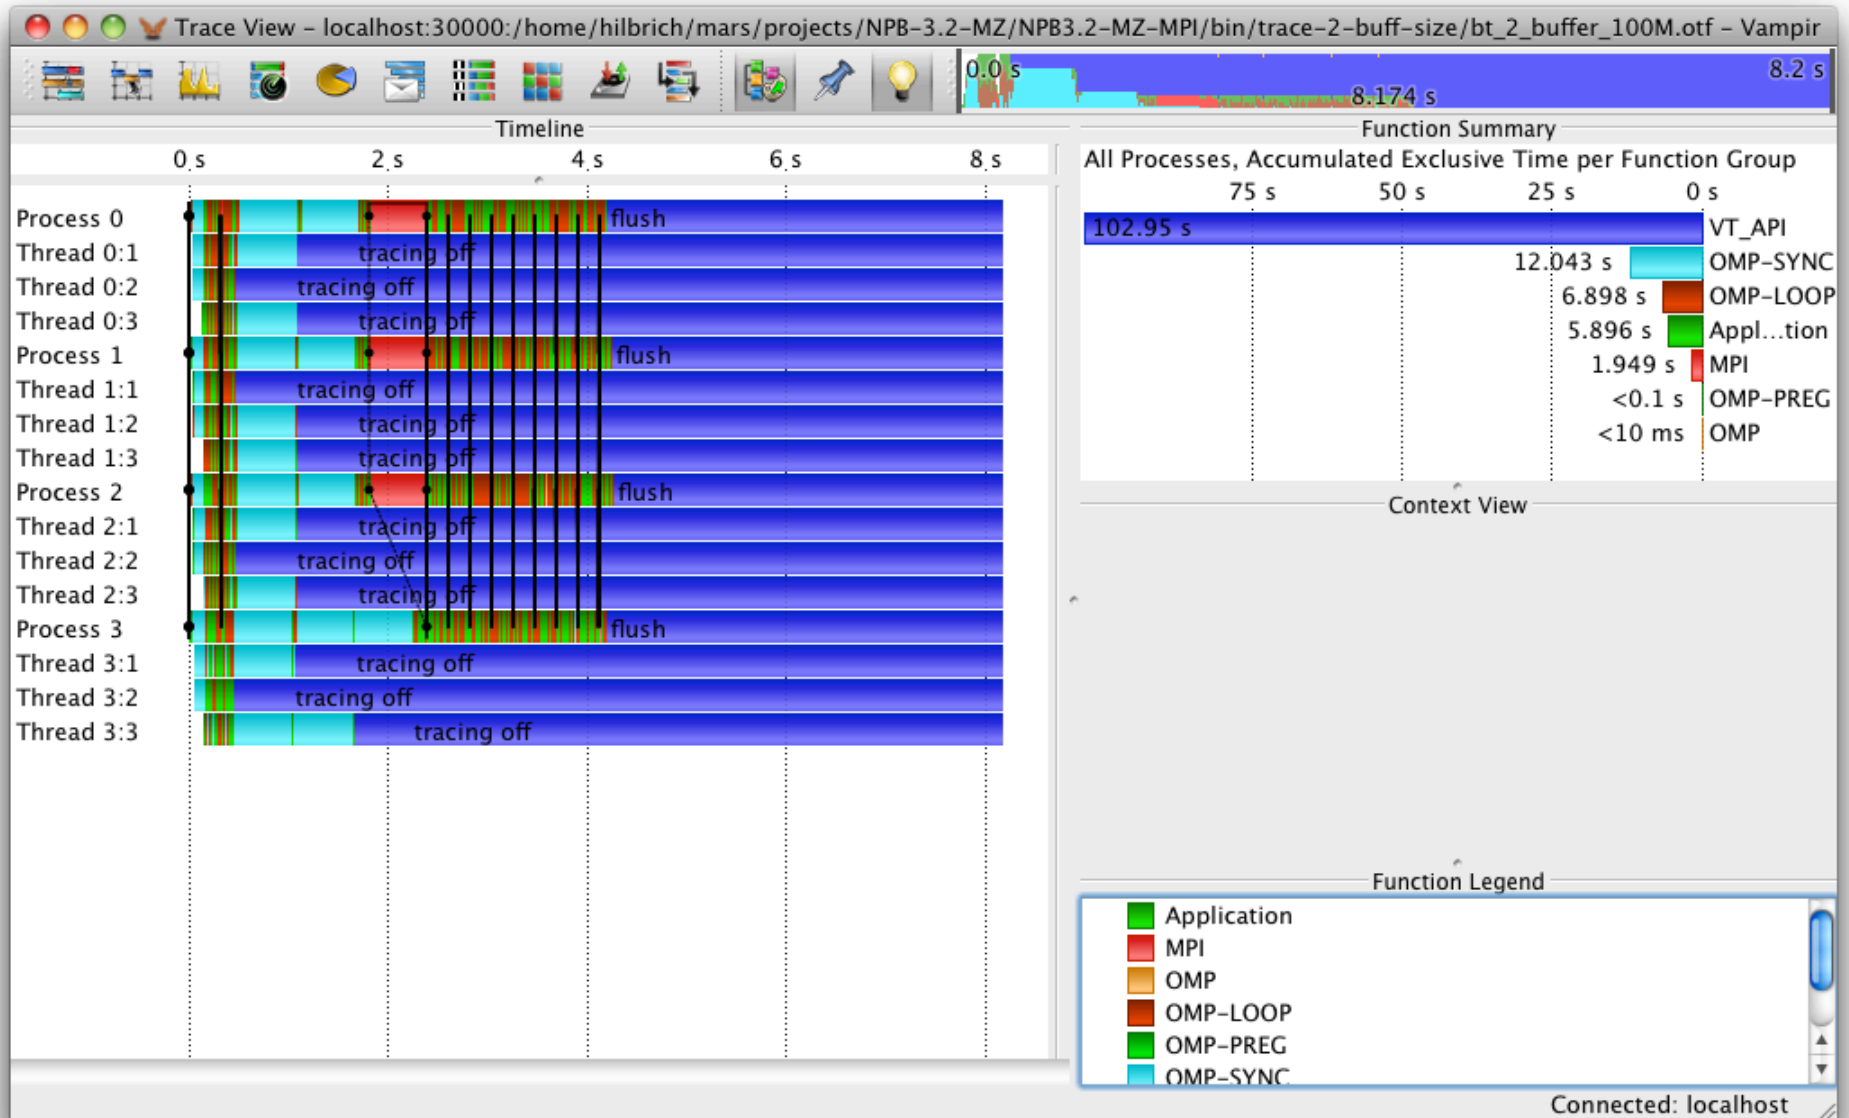 Trace View – localhost:30000:/home/hilbrich/mars/projects/NPB-3.2-MZ/NPB3.2-MZ-MPI/bin/trace-2-buff-size/bt_2_buffer_100M.otf – Vampir
0.0 s
8.2 s
8.174 s
Timeline
0 s 2 s 4 s 6 s 8 s
Process 0 flush
Thread 0:1 tracing off
Thread 0:2 tracing off
Thread 0:3 tracing off
Process 1 flush
Thread 1:1 tracing off
Thread 1:2 tracing off
Thread 1:3 tracing off
Process 2 flush
Thread 2:1 tracing off
Thread 2:2 tracing off
Thread 2:3 tracing off
Process 3 flush
Thread 3:1 tracing off
Thread 3:2 tracing off
Thread 3:3 tracing off
Function Summary
All Processes, Accumulated Exclusive Time per Function Group
75 s 50 s 25 s 0 s
102.95 s VT_API
12.043 s OMP-SYNC
6.898 s OMP-LOOP
5.896 s Appl...tion
1.949 s MPI
<0.1 s OMP-PREG
<10 ms OMP
Context View
Function Legend
Application
MPI
OMP
OMP-LOOP
OMP-PREG
OMP-SYNC
Connected: localhost